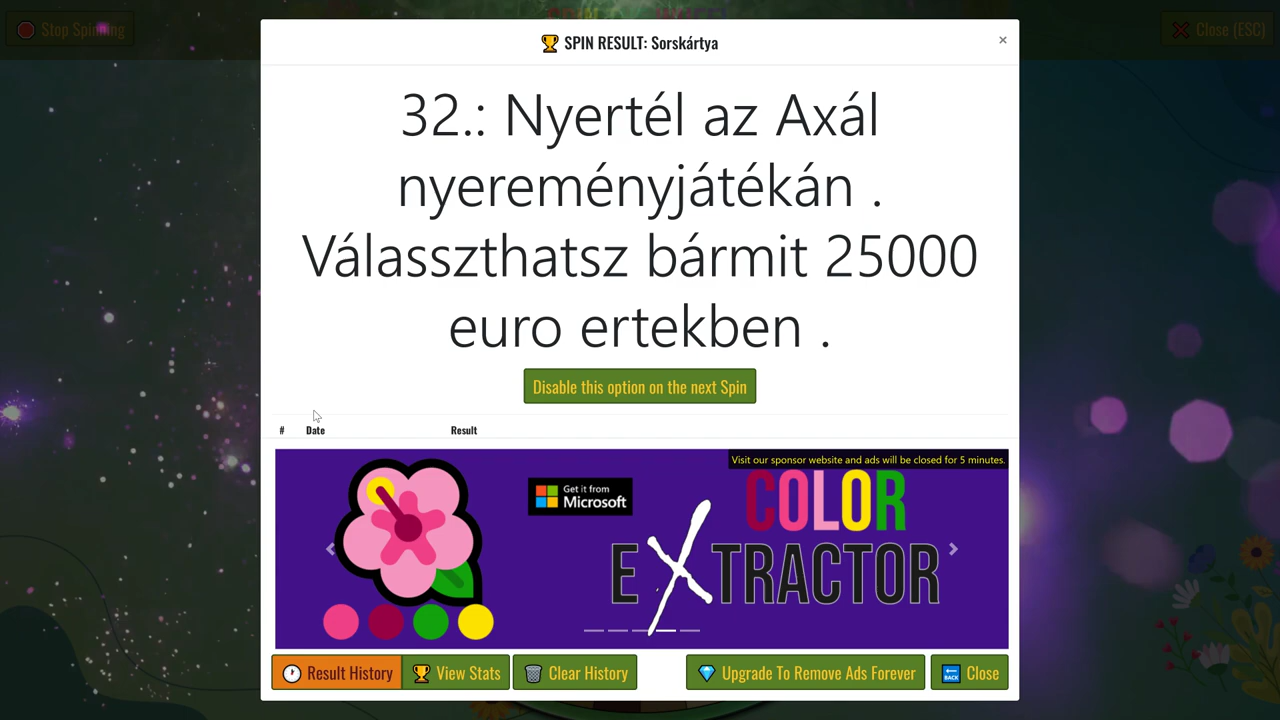 Stop Spinning
Close (ESC)
SPIN RESULT: Sorskártya
×
32.: Nyertél az Axál
nyereményjátékán .
Válasszthatsz bármit 25000
euro ertekben .
Disable this option on the next Spin
# Date Result
Visit our sponsor website and ads will be closed for 5 minutes.
Get it from
Microsoft
COLOR
EXTRACTOR
Result History
View Stats
Clear History
Upgrade To Remove Ads Forever
BACK
Close